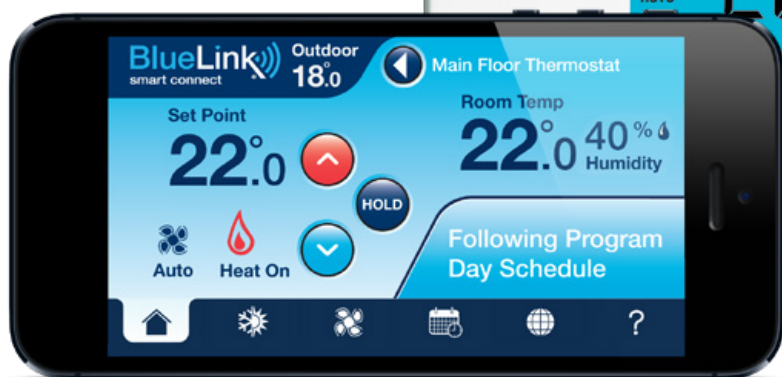 BlueLink
smart connect
Outdoor
18.°0
Main Floor Thermostat
Set Point
22.°0
Room Temp
22.°0
40%
Humidity
HOLD
Auto
Heat On
Following Program
Day Schedule
?